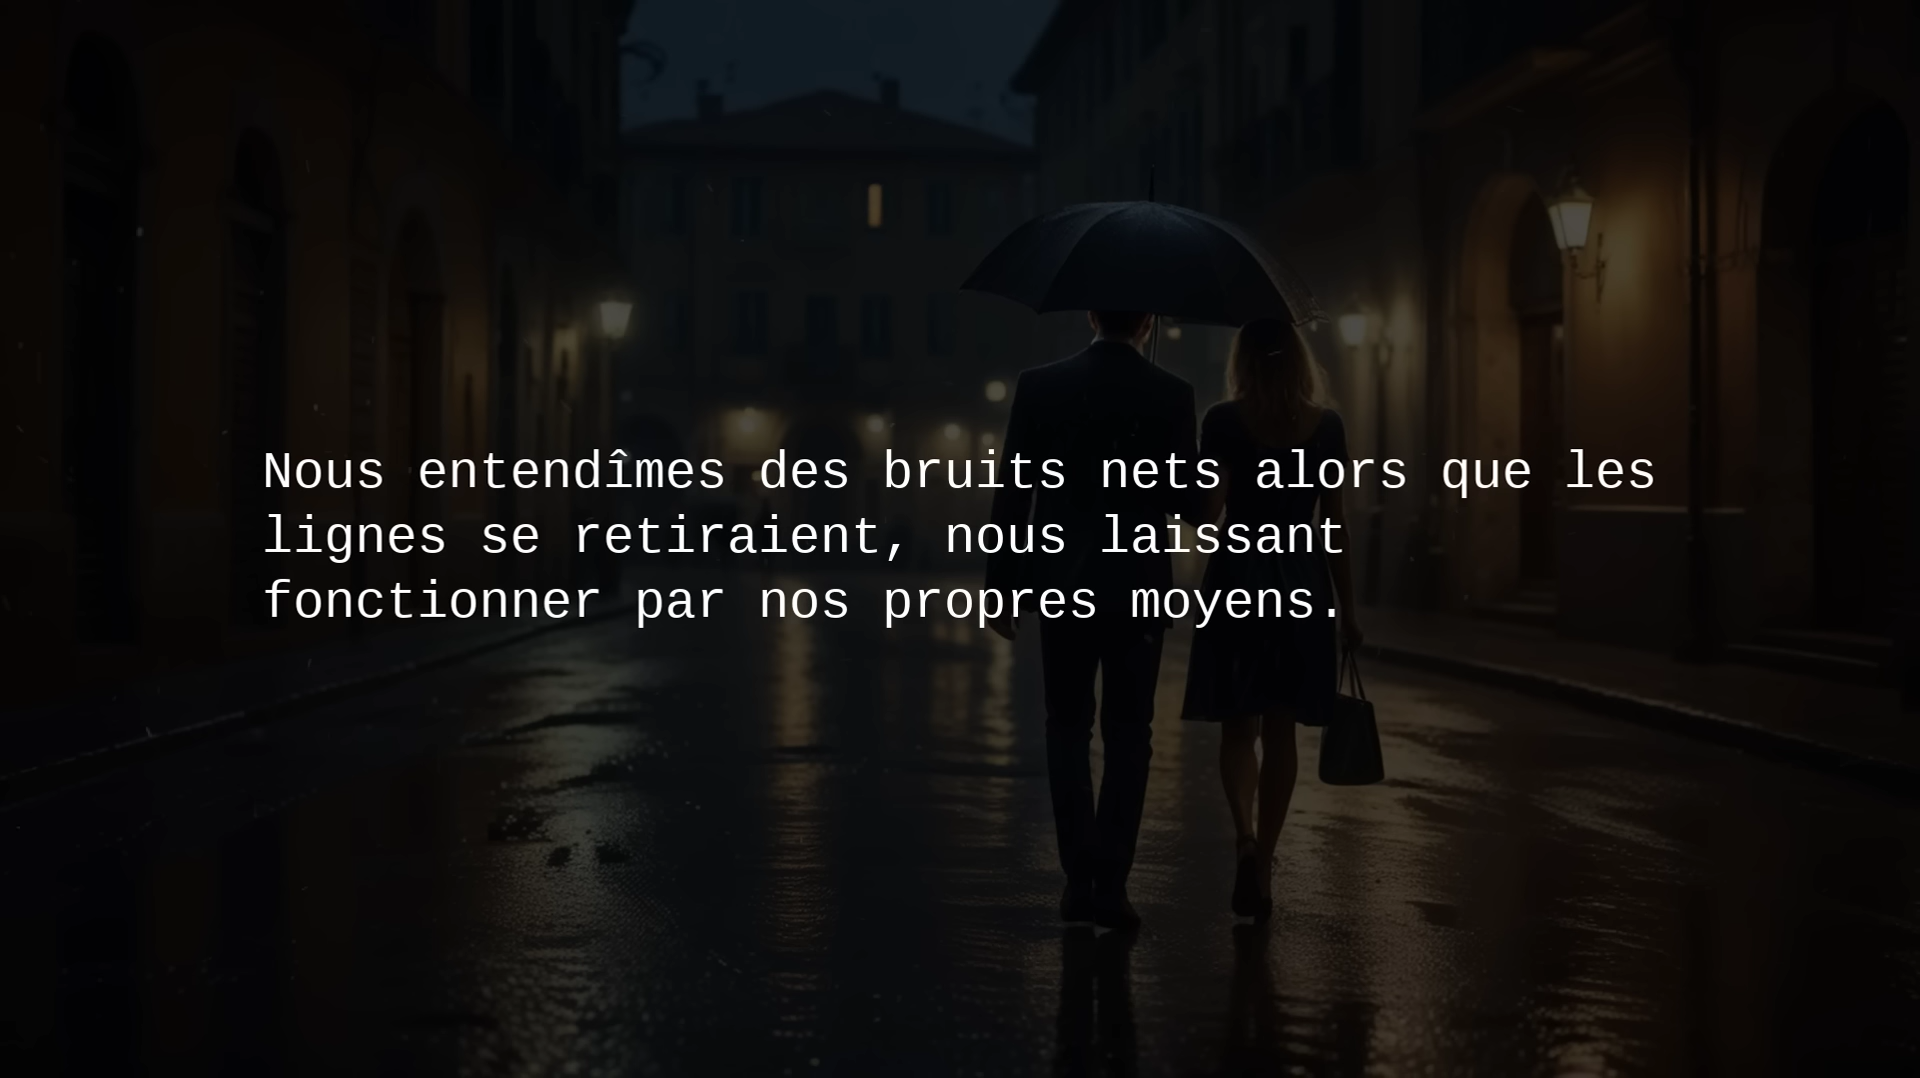 Nous entendîmes des bruits nets alors que les
lignes se retiraient, nous laissant
fonctionner par nos propres moyens.